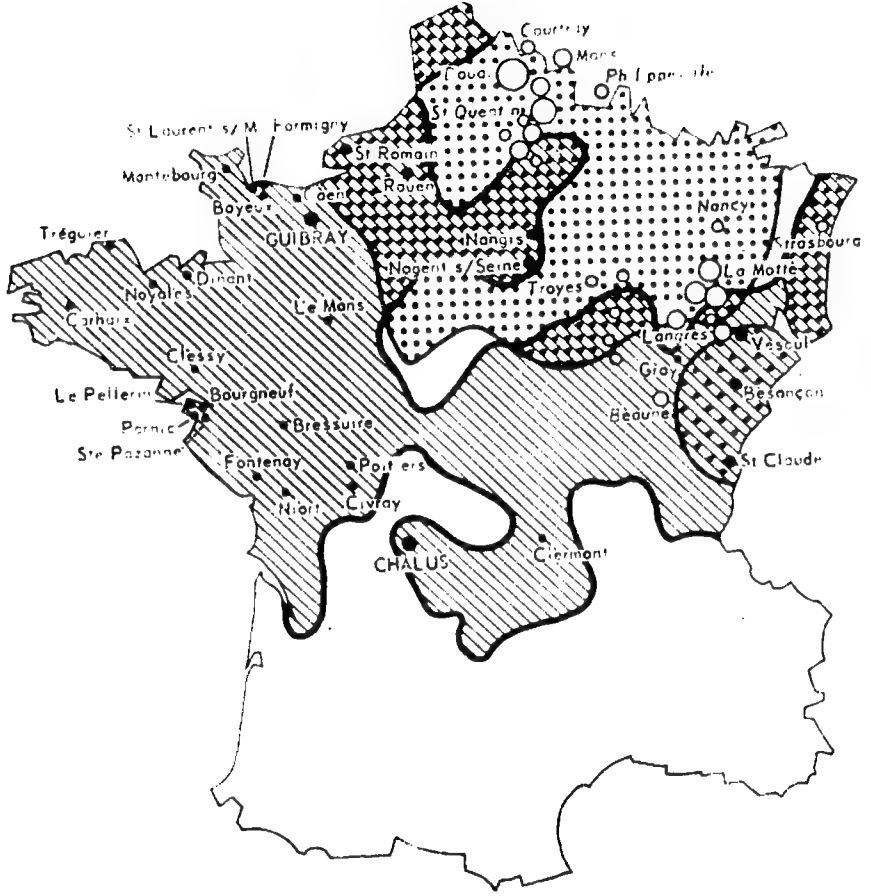 Courtray
Mons
Douai
Philippeville
St Quentin
St Laurent s/M
Formigny
St Romain
Montebourg
Rouen
Caen
Bayeux
Nancy
GUIBRAY
Tréguier
Nangis
Strasbourg
Nogent s/Seine
La Motte
Dinant
Troyes
Noyales
Le Mans
Carhaix
Langres
Vesoul
Clessy
Gray
Le Pellerin
Bourgneuf
Besançon
Beaune
Pornic
Bressuire
Ste Pazanne
Fontenay
Poitiers
St Claude
Niort
Civray
Clermont
CHALUS